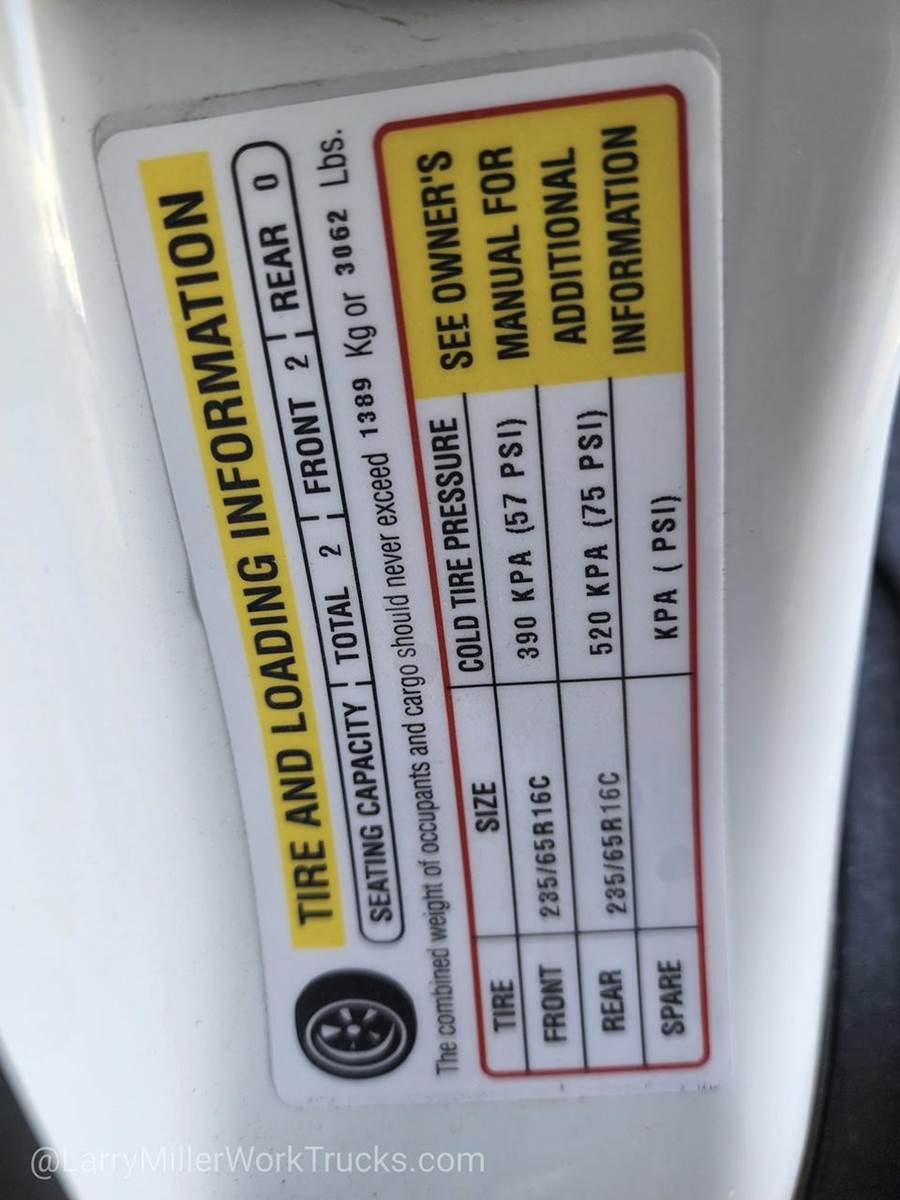 TIRE AND LOADING INFORMATION
SEATING CAPACITY TOTAL 2 FRONT 2 REAR 0
The combined weight of occupants and cargo should never exceed 1389 Kg or 3062 Lbs.
TIRE SIZE COLD TIRE PRESSURE
FRONT 235/65R16C 390 KPA (57 PSI)
REAR 235/65R16C 520 KPA (75 PSI)
SPARE KPA ( PSI)
SEE OWNER'S
MANUAL FOR
ADDITIONAL
INFORMATION
@LarryMillerWorkTrucks.com